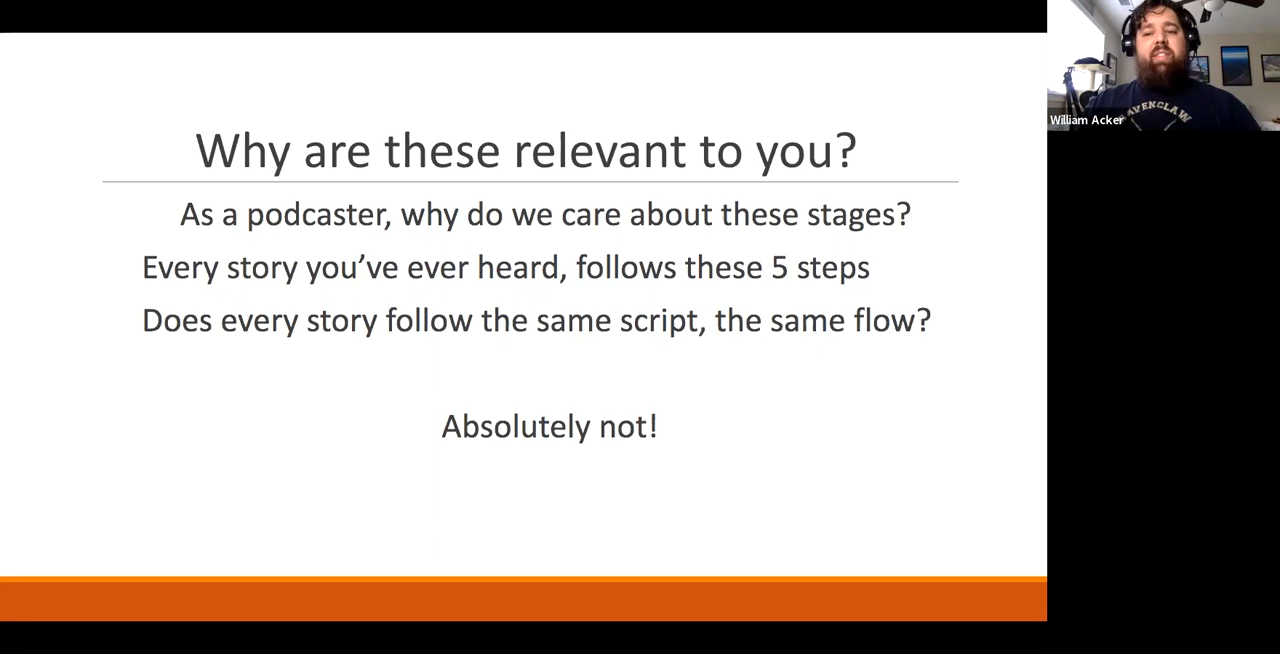 Why are these relevant to you?
As a podcaster, why do we care about these stages?
Every story you’ve ever heard, follows these 5 steps
Does every story follow the same script, the same flow?
Absolutely not!
AVENCLAW
William Acker